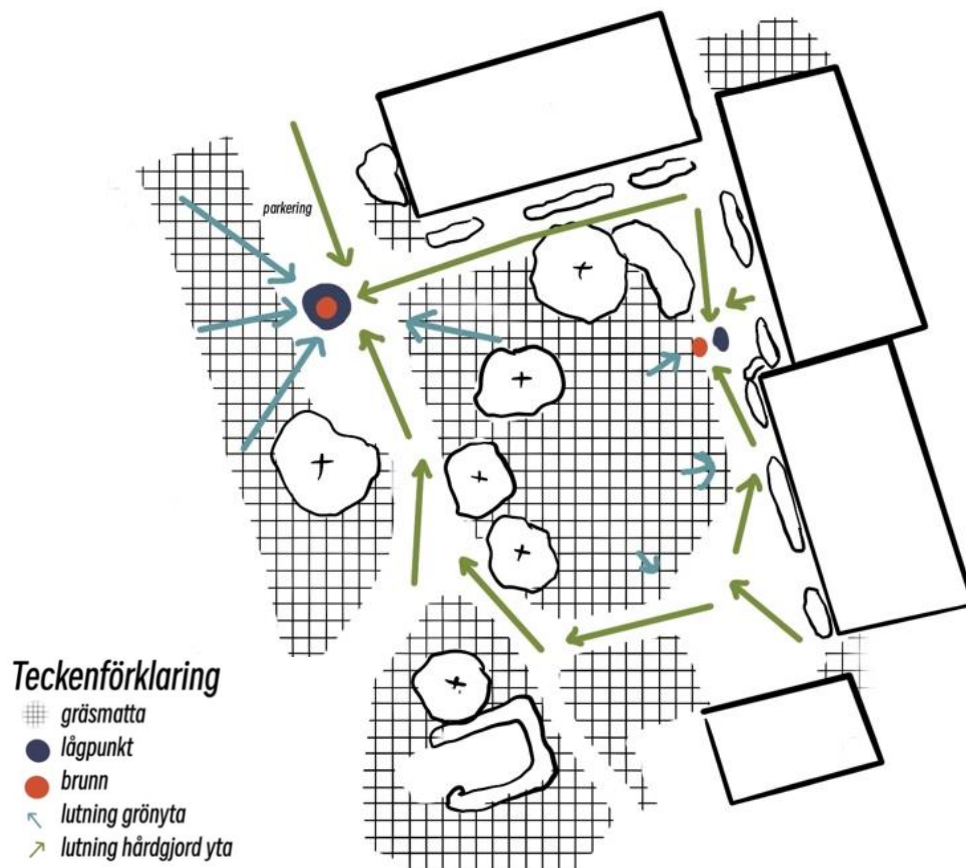 parkering
Teckenförklaring
gräsmatta
lågpunkt
brunn
lutning grönyta
lutning hårdgjord yta